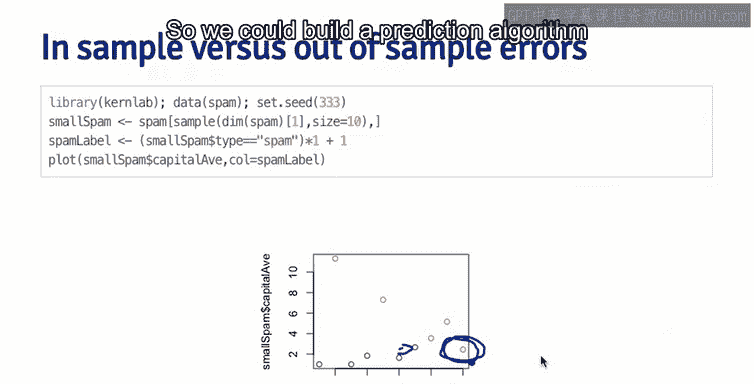 So we could build a prediction algorithm
In sample versus out of sample errors
library(kernlab); data(spam); set.seed(333)
smallSpam <- spam[sample(dim(spam)[1],size=10),]
spamLabel <- (smallSpam$type=="spam")*1 + 1
plot(smallSpam$capitalAve,col=spamLabel)
smallSpam$capitalAve
10
8
6
4
2